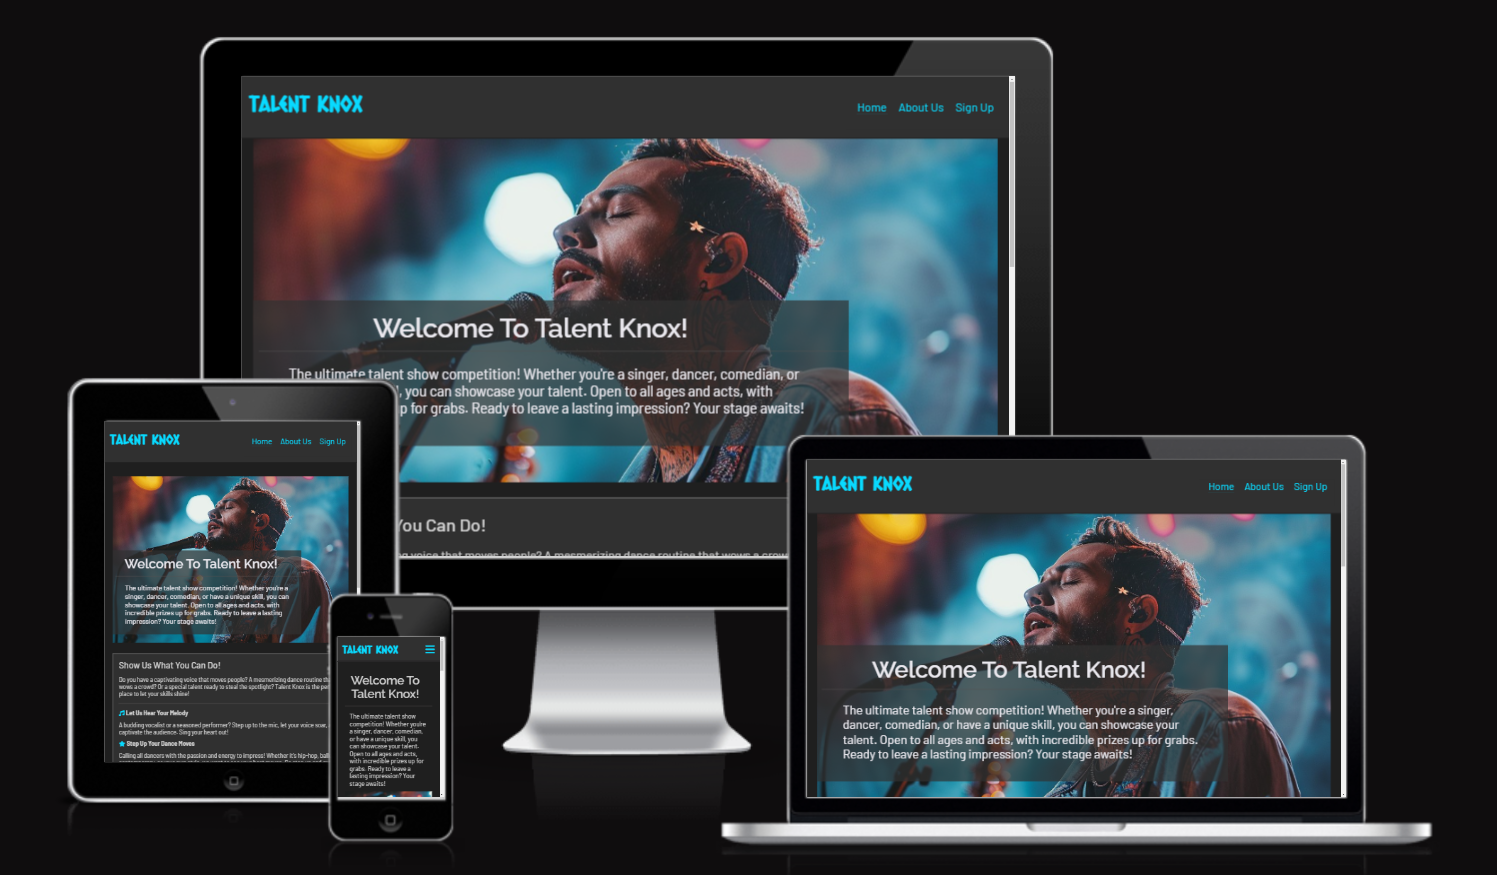 TALENT KNOX
Home About Us Sign Up
Welcome To Talent Knox!
The ultimate talent show competition! Whether you're a singer, dancer, comedian, or
, you can showcase your talent. Open to all ages and acts, with
p for grabs. Ready to leave a lasting impression? Your stage awaits!
You Can Do!
voice that moves people? A mesmerizing dance routine that wows a crow
TALENT KNOX
Home About Us Sign Up
Welcome To Talent Knox!
The ultimate talent show competition! Whether you're a
singer, dancer, comedian, or have a unique skill, you can
showcase your talent. Open to all ages and acts, with
incredible prizes up for grabs. Ready to leave a lasting
impression? Your stage awaits!
Show Us What You Can Do!
Do you have a captivating voice that moves people? A mesmerizing dance routine th
wows a crowd? Or a special talent ready to steal the spotlight? Talent Knox is the per
place to let your skills shine!
Let Us Hear Your Melody
A budding vocalist or a seasoned performer? Step up to the mic, let your voice soar,
captivate the audience. Sing your heart out!
Step Up Your Dance Moves
Calling all dancers with the passion and energy to impress! Whether it's hip-hop, ball
TALENT KNOX
Welcome To
Talent Knox!
The ultimate talent show
competition! Whether you're
a singer, dancer, comedian,
or have a unique skill, you
can showcase your talent.
Open to all ages and acts,
with incredible prizes up for
grabs. Ready to leave a
lasting impression? Your
stage awaits!
TALENT KNOX
Home About Us Sign Up
Welcome To Talent Knox!
The ultimate talent show competition! Whether you're a singer,
dancer, comedian, or have a unique skill, you can showcase your
talent. Open to all ages and acts, with incredible prizes up for grabs.
Ready to leave a lasting impression? Your stage awaits!